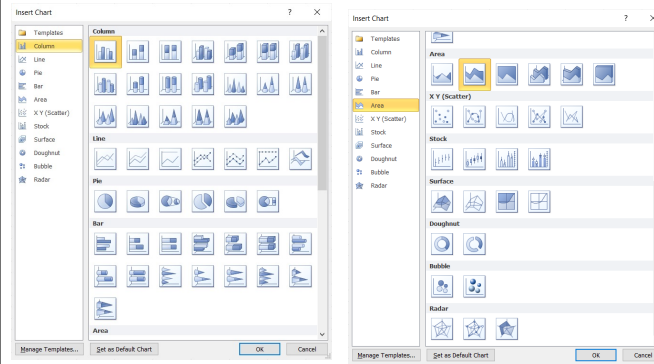 Insert Chart
?
Templates
Column
Line
Pie
Bar
Area
X Y (Scatter)
Stock
Surface
Doughnut
Bubble
Radar
Column
Line
Pie
Bar
Area
Manage Templates...
Set as Default Chart
OK
Cancel
Insert Chart
?
Templates
Column
Line
Pie
Bar
Area
X Y (Scatter)
Stock
Surface
Doughnut
Bubble
Radar
Area
X Y (Scatter)
Stock
Surface
Doughnut
Bubble
Radar
Manage Templates...
Set as Default Chart
OK
Cancel